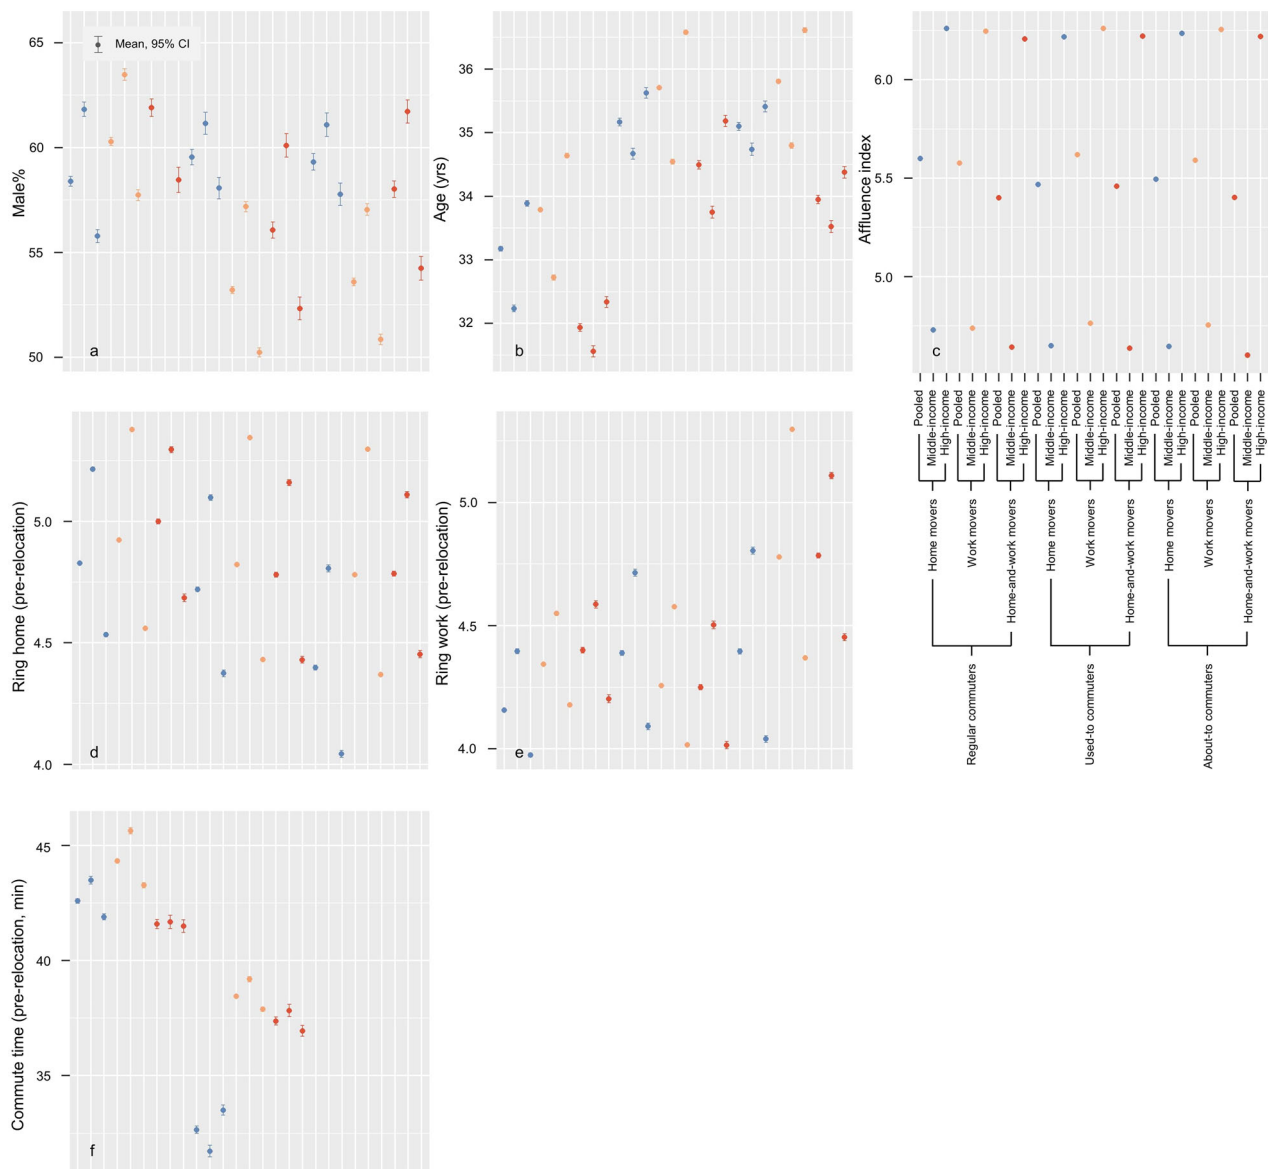 Male%
65
60
55
50
Mean, 95% CI
a
Age (yrs)
36
35
34
33
32
b
Affluence index
6.0
5.5
5.0
c
Pooled
Middle-income
High-income
Pooled
Middle-income
High-income
Pooled
Middle-income
High-income
Pooled
Middle-income
High-income
Pooled
Middle-income
High-income
Pooled
Middle-income
High-income
Pooled
Middle-income
High-income
Pooled
Middle-income
High-income
Pooled
Middle-income
High-income
Home movers
Work movers
Home-and-work movers
Home movers
Work movers
Home-and-work movers
Home movers
Work movers
Home-and-work movers
Regular commuters
Used-to commuters
About-to commuters
Ring home (pre-relocation)
5.0
4.5
4.0
d
Ring work (pre-relocation)
5.0
4.5
4.0
e
Commute time (pre-relocation, min)
45
40
35
f